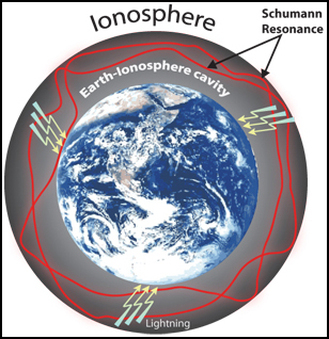 Ionosphere
Schumann
Resonance
Earth-Ionosphere cavity
Lightning